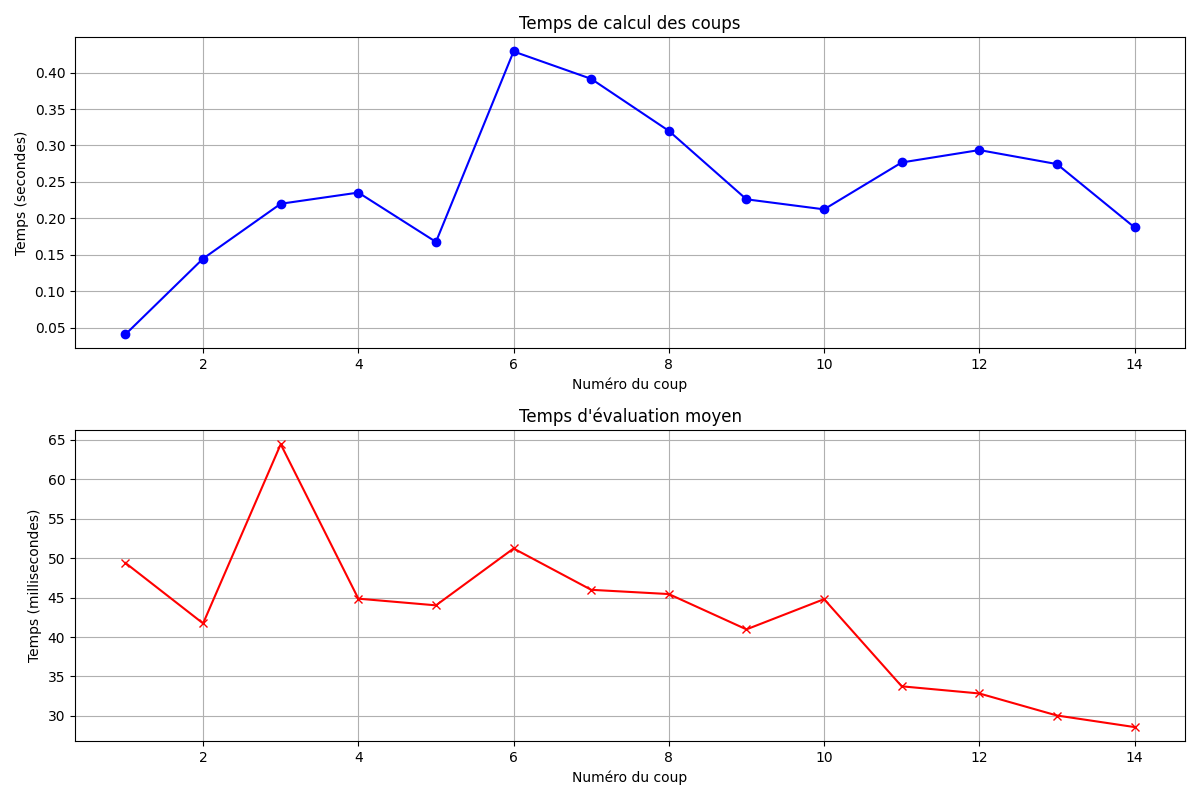 Temps de calcul des coups
Temps (secondes)
0.40
0.35
0.30
0.25
0.20
0.15
0.10
0.05
2 4 6 8 10 12 14
Numéro du coup
Temps d'évaluation moyen
Temps (millisecondes)
65
60
55
50
45
40
35
30
2 4 6 8 10 12 14
Numéro du coup